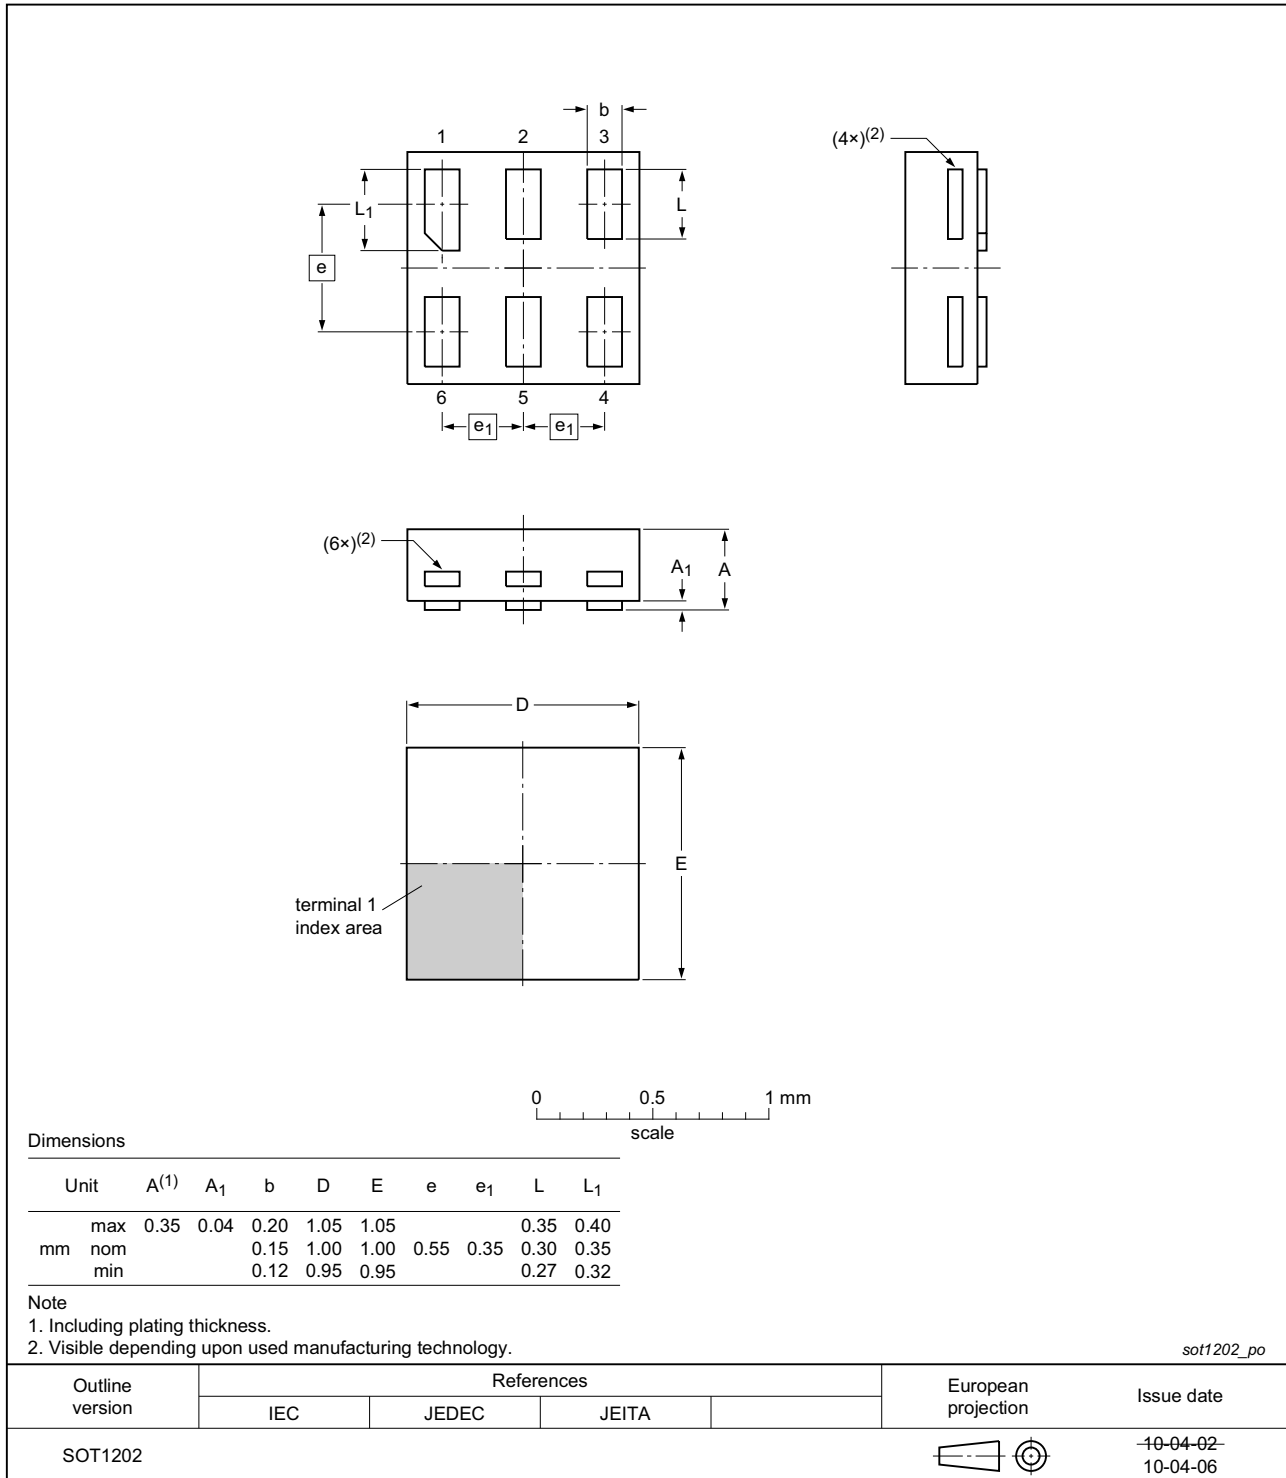 b
1 2 3
(4×)(2)
L1
L
e
6 5 4
e1 e1
(6×)(2)
A1 A
D
E
terminal 1
index area
0 0.5 1 mm
scale
Dimensions
Unit A(1) A1 b D E e e1 L L1
max 0.35 0.04 0.20 1.05 1.05 0.35 0.40
mm nom 0.15 1.00 1.00 0.55 0.35 0.30 0.35
min 0.12 0.95 0.95 0.27 0.32
Note
1. Including plating thickness.
2. Visible depending upon used manufacturing technology.
sot1202_po
Outline
version
References
IEC JEDEC JEITA
European
projection
Issue date
SOT1202
10-04-02
10-04-06